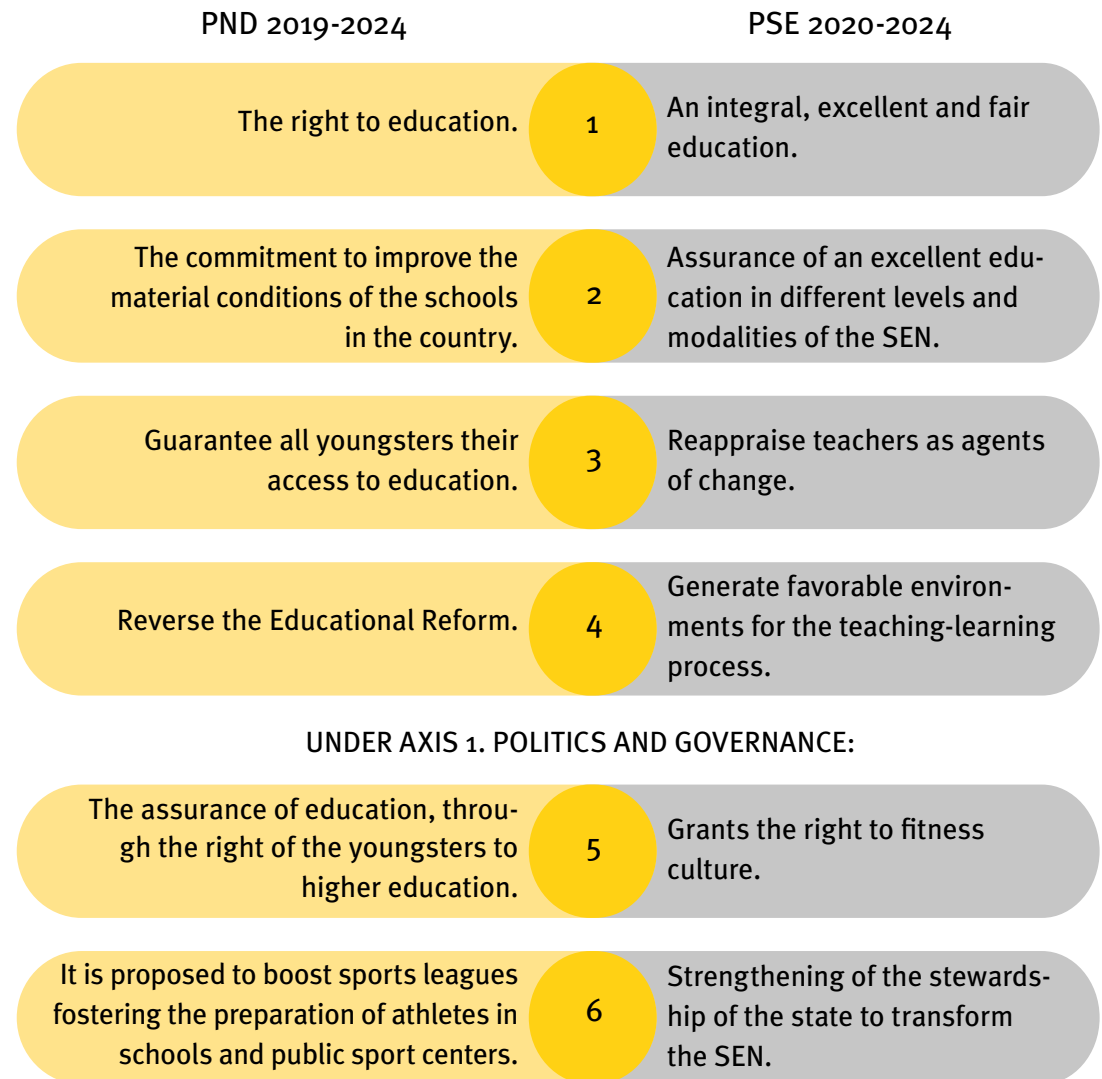 PND 2019-2024
PSE 2020-2024
The right to education.
1
An integral, excellent and fair
education.
The commitment to improve the
material conditions of the schools
in the country.
2
Assurance of an excellent edu-
cation in different levels and
modalities of the SEN.
Guarantee all youngsters their
access to education.
3
Reappraise teachers as agents
of change.
Reverse the Educational Reform.
4
Generate favorable environ-
ments for the teaching-learning
process.
UNDER AXIS 1. POLITICS AND GOVERNANCE:
The assurance of education, throu-
gh the right of the youngsters to
higher education.
5
Grants the right to fitness
culture.
It is proposed to boost sports leagues
fostering the preparation of athletes in
schools and public sport centers.
6
Strengthening of the stewards-
hip of the state to transform
the SEN.